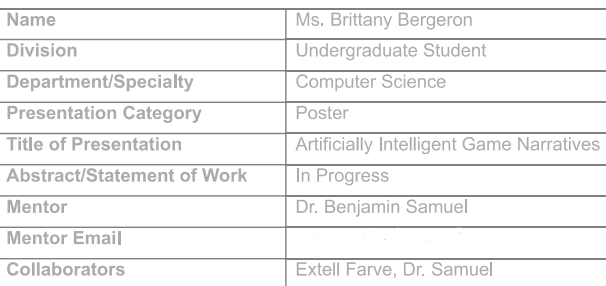 Name Ms. Brittany Bergeron
Division Undergraduate Student
Department/Specialty Computer Science
Presentation Category Poster
Title of Presentation Artificially Intelligent Game Narratives
Abstract/Statement of Work In Progress
Mentor Dr. Benjamin Samuel
Mentor Email
Collaborators Extell Farve, Dr. Samuel